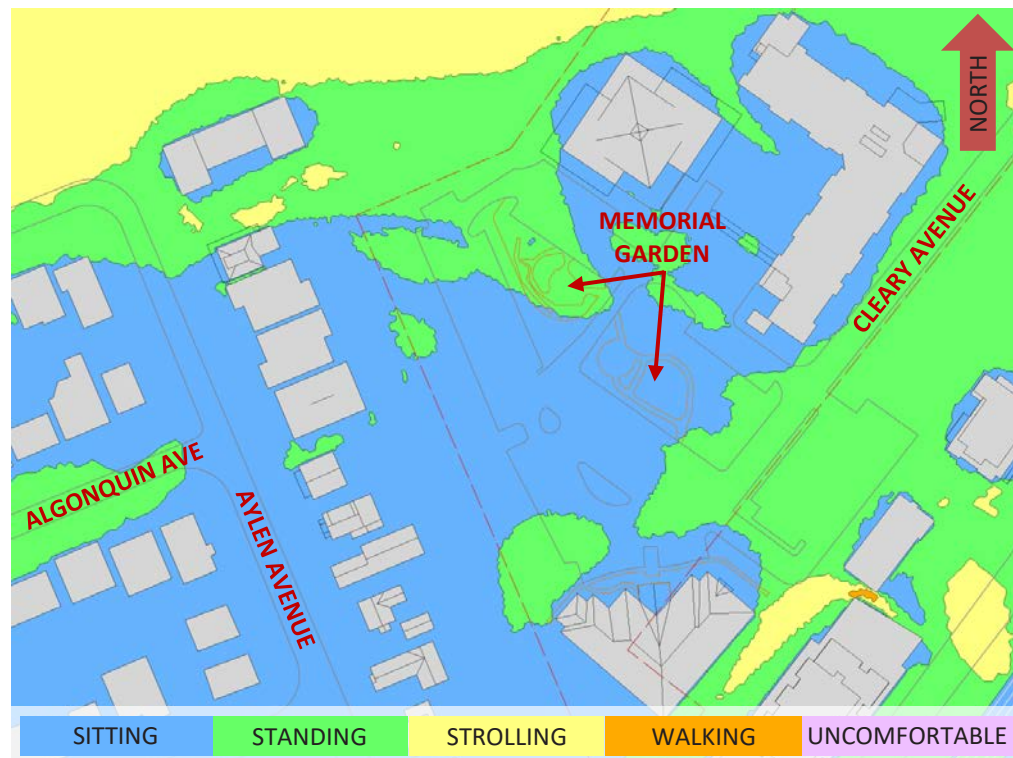 NORTH
MEMORIAL
GARDEN
CLEARY AVENUE
ALGONQUIN AVE
AYLEN AVENUE
SITTING
STANDING
STROLLING
WALKING
UNCOMFORTABLE